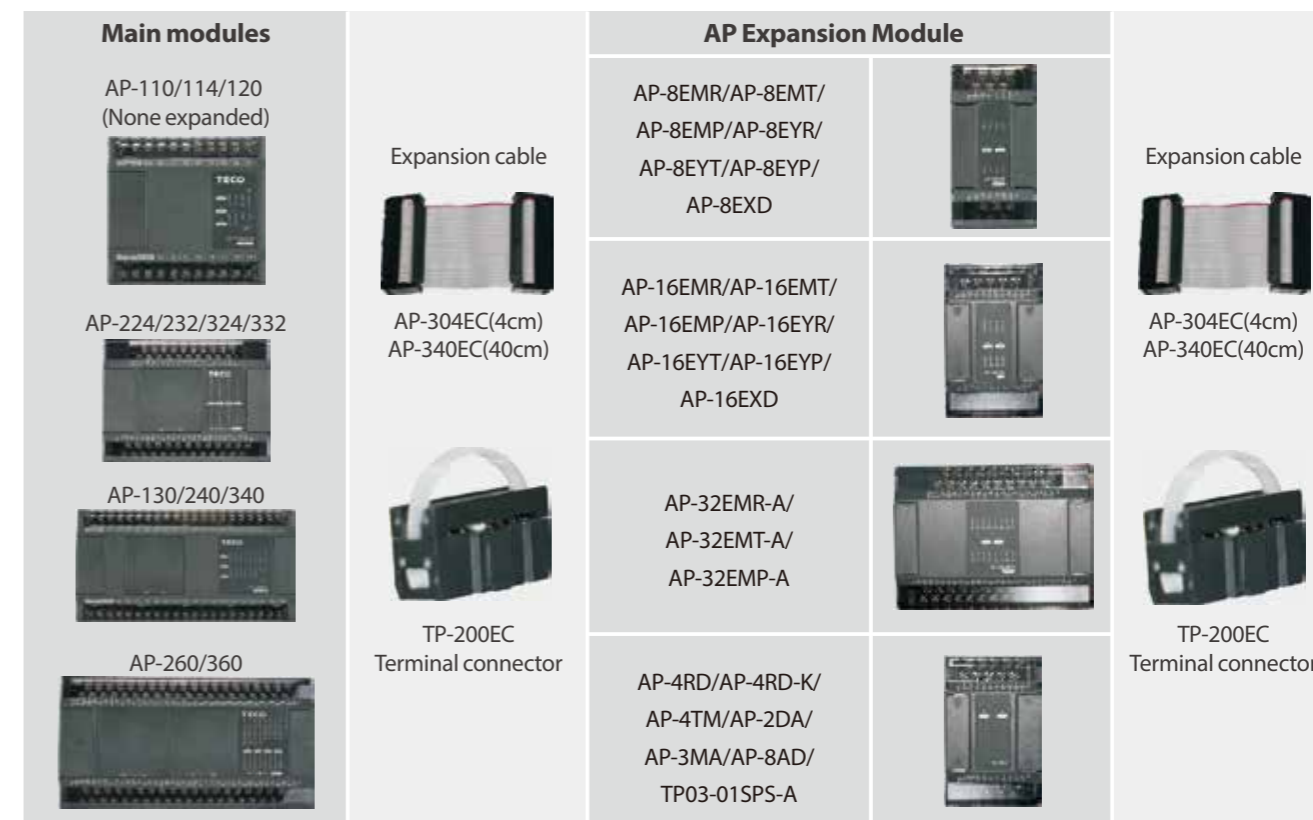 Main modules
AP-110/114/120
(None expanded)
TECO
AP-224/232/324/332
TECO
AP-130/240/340
TECO
AP-260/360
TECO
Expansion cable
AP-304EC(4cm)
AP-340EC(40cm)
TP-200EC
Terminal connector
AP Expansion Module
AP-8EMR/AP-8EMT/
AP-8EMP/AP-8EYR/
AP-8EYT/AP-8EYP/
AP-8EXD
AP-16EMR/AP-16EMT/
AP-16EMP/AP-16EYR/
AP-16EYT/AP-16EYP/
AP-16EXD
AP-32EMR-A/
AP-32EMT-A/
AP-32EMP-A
AP-4RD/AP-4RD-K/
AP-4TM/AP-2DA/
AP-3MA/AP-8AD/
TP03-01SPS-A
Expansion cable
AP-304EC(4cm)
AP-340EC(40cm)
TP-200EC
Terminal connector